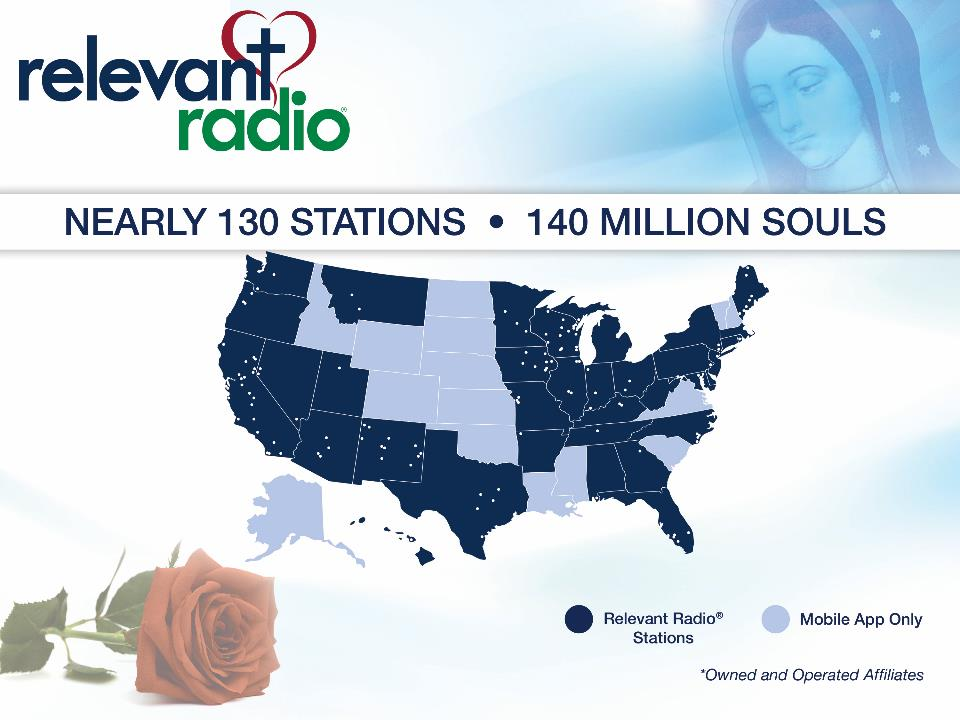 relevant
radio®
NEARLY 130 STATIONS • 140 MILLION SOULS
Relevant Radio®
Stations
Mobile App Only
*Owned and Operated Affiliates